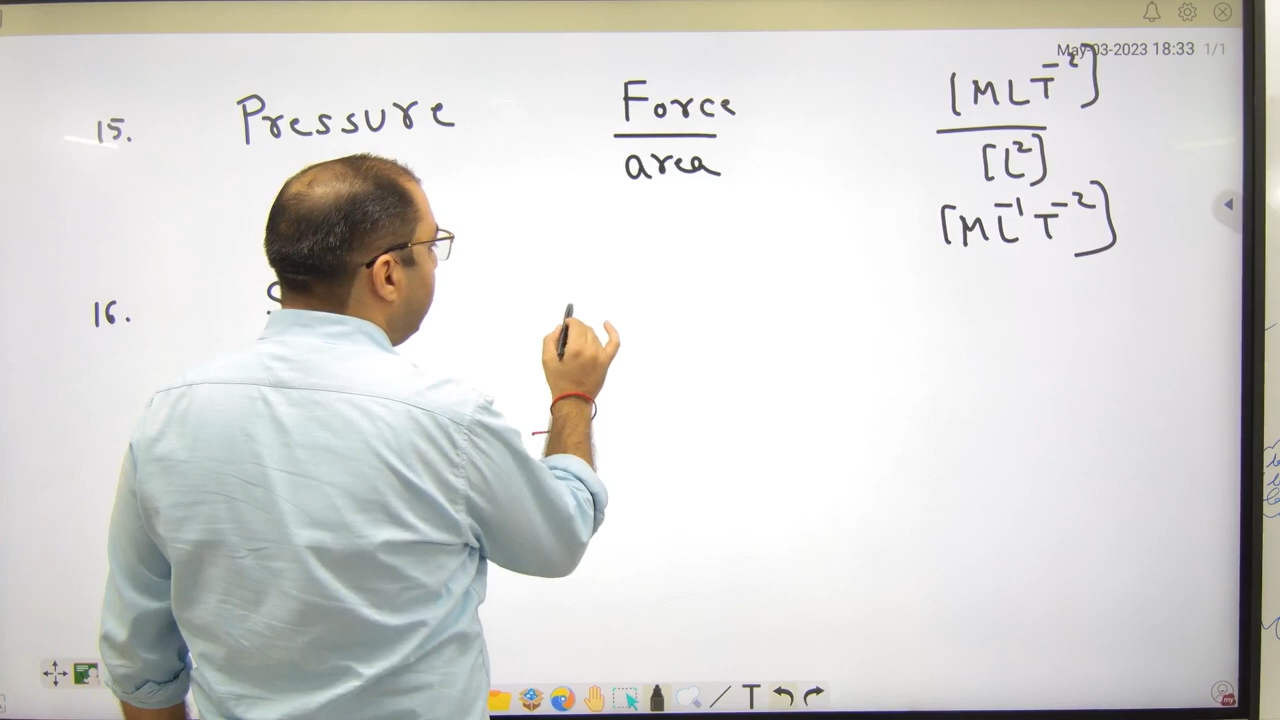 May-03-2023 18:33 1/1
15. Pressure Force / area [MLT⁻²] / [L²]
[ML⁻¹T⁻²]
16.
T